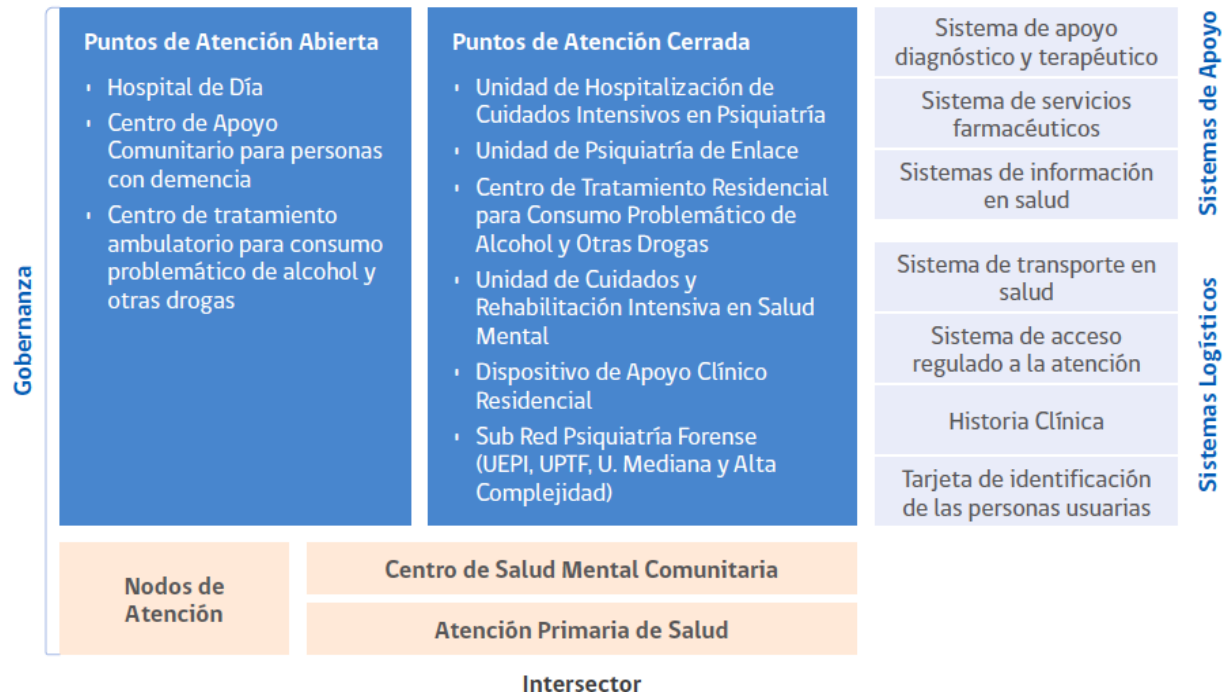 Gobernanza
Puntos de Atención Abierta
Hospital de Día
Centro de Apoyo
Comunitario para personas
con demencia
Centro de tratamiento
ambulatorio para consumo
problemático de alcohol y
otras drogas
Puntos de Atención Cerrada
Unidad de Hospitalización de
Cuidados Intensivos en Psiquiatría
Unidad de Psiquiatría de Enlace
Centro de Tratamiento Residencial
para Consumo Problemático de
Alcohol y Otras Drogas
Unidad de Cuidados y
Rehabilitación Intensiva en Salud
Mental
Dispositivo de Apoyo Clínico
Residencial
Sub Red Psiquiatría Forense
(UEPI, UPTF, U. Mediana y Alta
Complejidad)
Sistema de apoyo
diagnóstico y terapéutico
Sistema de servicios
farmacéuticos
Sistemas de información
en salud
Sistemas de Apoyo
Sistema de transporte en
salud
Sistema de acceso
regulado a la atención
Historia Clínica
Tarjeta de identificación
de las personas usuarias
Sistemas Logísticos
Nodos de
Atención
Centro de Salud Mental Comunitaria
Atención Primaria de Salud
Intersector